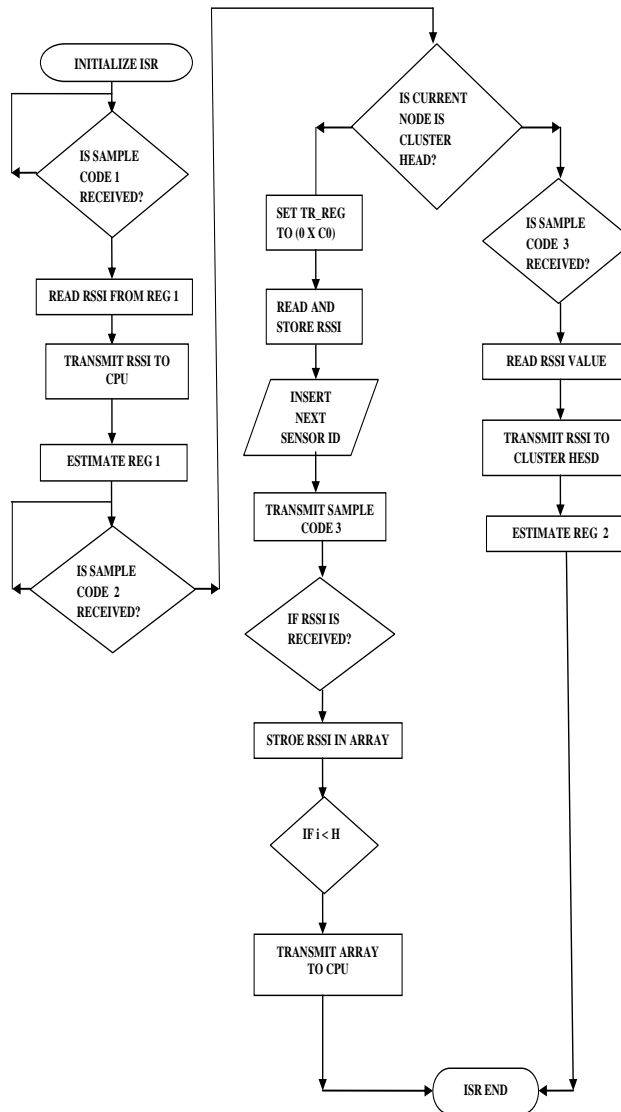 INITIALIZE ISR
IS SAMPLE
CODE 1
RECEIVED?
READ RSSI FROM REG 1
TRANSMIT RSSI TO
CPU
ESTIMATE REG 1
IS SAMPLE
CODE 2
RECEIVED?
IS CURRENT
NODE IS
CLUSTER
HEAD?
SET TR_REG
TO (0 X C0)
READ AND
STORE RSSI
INSERT
NEXT
SENSOR ID
TRANSMIT SAMPLE
CODE 3
IF RSSI IS
RECEIVED?
STROE RSSI IN ARRAY
IF i < H
TRANSMIT ARRAY
TO CPU
IS SAMPLE
CODE 3
RECEIVED?
READ RSSI VALUE
TRANSMIT RSSI TO
CLUSTER HESD
ESTIMATE REG 2
ISR END